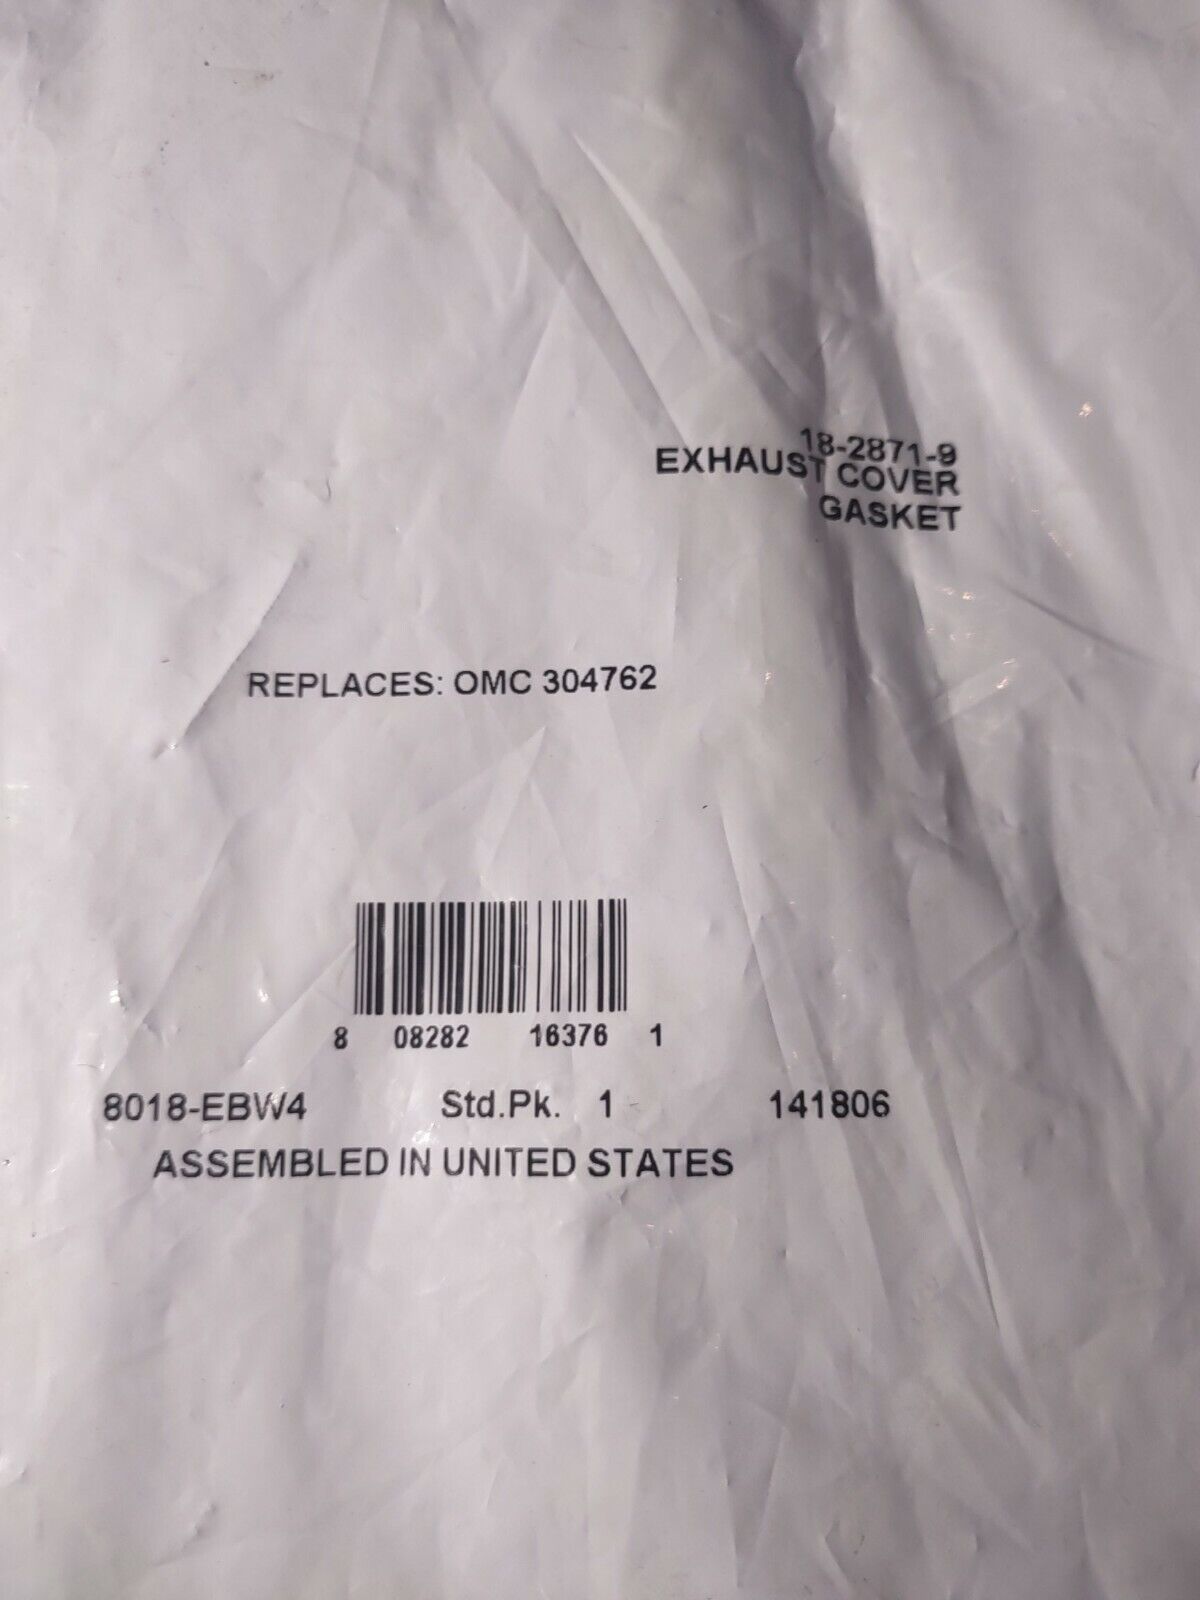 18-2871-9
EXHAUST COVER
GASKET
REPLACES: OMC 304762
8 08282 16376 1
8018-EBW4 Std.Pk. 1 141806
ASSEMBLED IN UNITED STATES